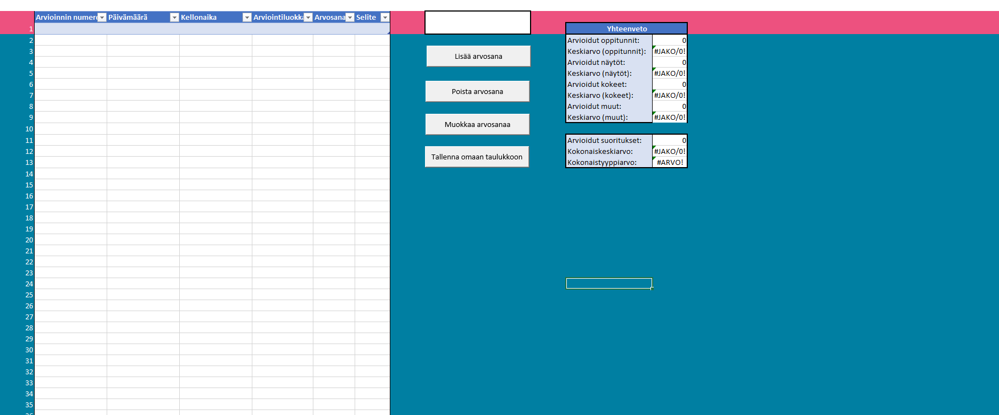 Arvioinnin numero Päivämäärä Kellonaika Arviointiluokka Arvosana Selite
1
2
3
4
5
6
7
8
9
10
11
12
13
14
15
16
17
18
19
20
21
22
23
24
25
26
27
28
29
30
31
32
33
34
35
36
Lisää arvosana
Poista arvosana
Muokkaa arvosanaa
Tallenna omaan taulukkoon
Yhteenveto
Arvioidut oppitunnit: 0
Keskiarvo (oppitunnit): #JAKO/0!
Arvioidut näytöt: 0
Keskiarvo (näytöt): #JAKO/0!
Arvioidut kokeet: 0
Keskiarvo (kokeet): #JAKO/0!
Arvioidut muut: 0
Keskiarvo (muut): #JAKO/0!
Arvioidut suoritukset: 0
Kokonaiskeskiarvo: #JAKO/0!
Kokonaistyyppiarvo: #ARVO!